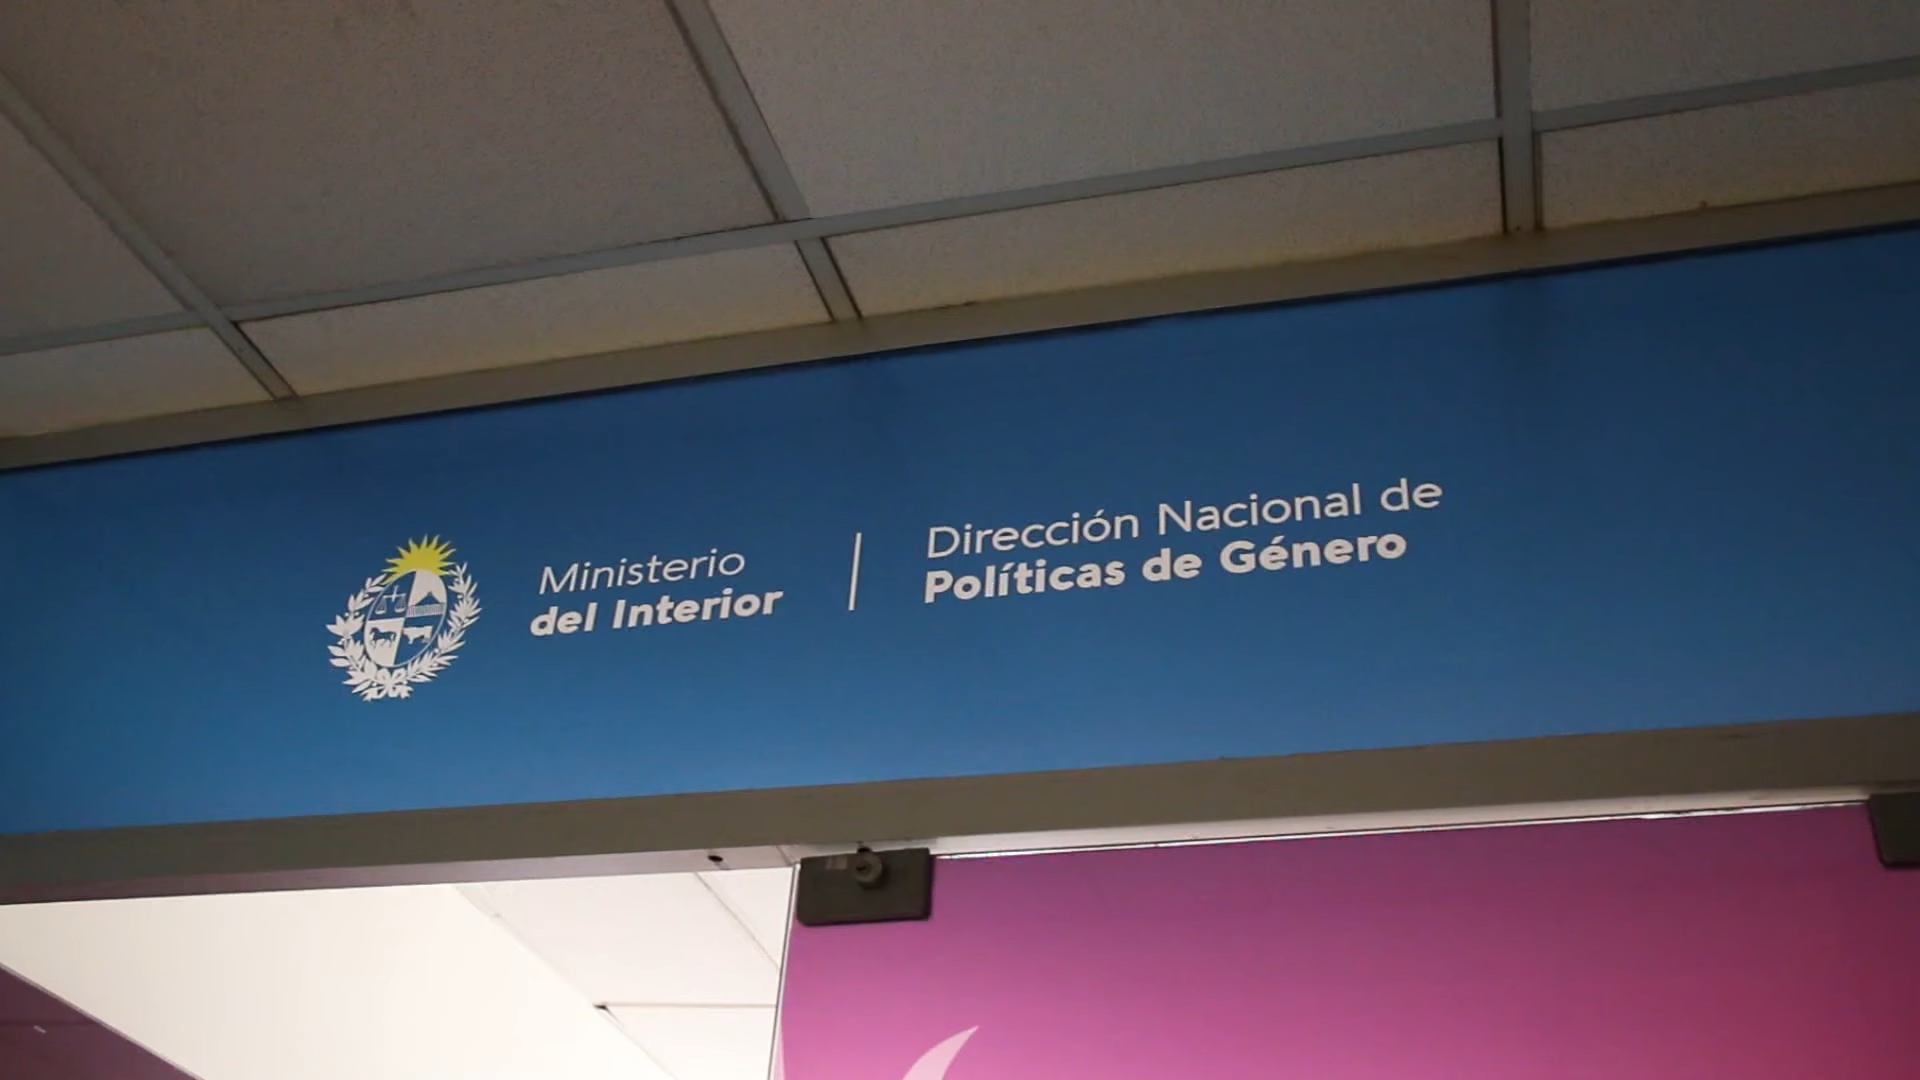 Ministerio
del Interior
Dirección Nacional de
Políticas de Género